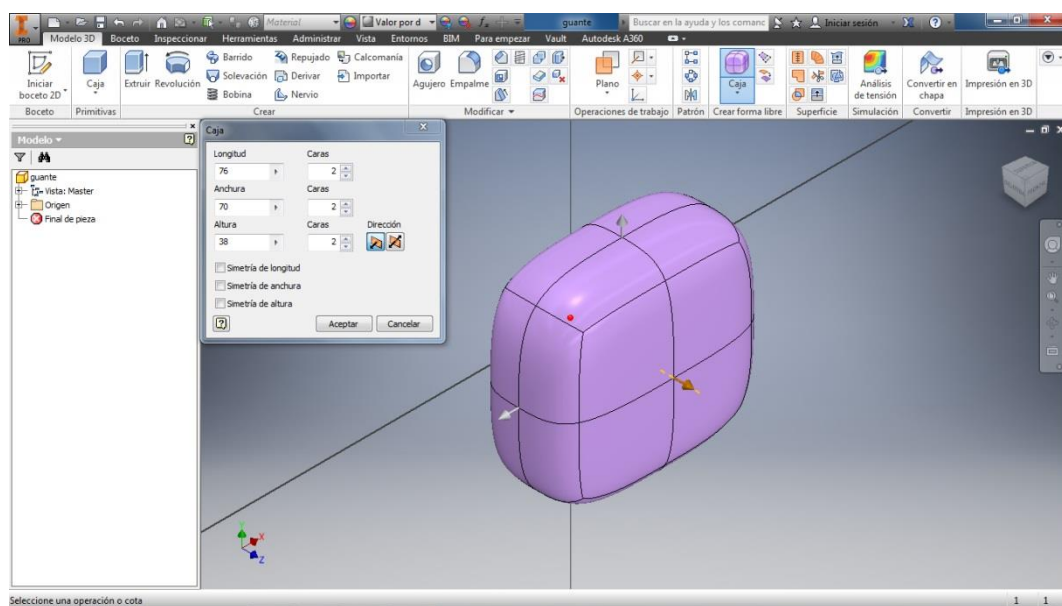 PRO
Material
Valor por d
guante
Buscar en la ayuda y los comanc
Iniciar sesión
Modelo 3D Boceto Inspeccionar Herramientas Administrar Vista Entornos BIM Para empezar Vault Autodesk A360
Iniciar
boceto 2D
Caja
Extruir
Revolución
Barrido
Solevación
Bobina
Repujado
Derivar
Nervio
Calcomanía
Importar
Agujero
Empalme
Plano
Caja
Análisis
de tensión
Convertir en
chapa
Impresión en 3D
Boceto Primitivas Crear Modificar Operaciones de trabajo Patrón Crear forma libre Superficie Simulación Convertir Impresión en 3D
Modelo
guante
Vista: Master
Origen
Final de pieza
Caja
Longitud Caras
76 2
Anchura Caras
70 2
Altura Caras Dirección
38 2
Simetría de longitud
Simetría de anchura
Simetría de altura
Aceptar Cancelar
Y
X
Z
Seleccione una operación o cota
1 1